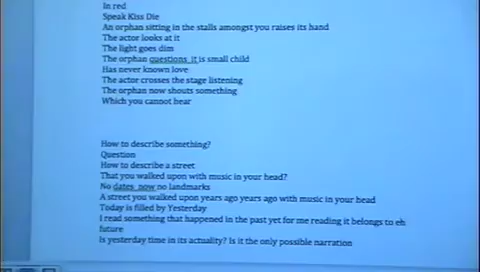 In red
Speak Kiss Die
An orphan sitting in the stalls amongst you raises its hand
The actor looks at it
The light goes dim
The orphan questions it is small child
Has never known love
The actor crosses the stage listening
The orphan now shouts something
Which you cannot hear
How to describe something?
Question
How to describe a street
That you walked upon with music in your head?
No dates now no landmarks
A street you walked upon years ago years ago with music in your head
Today is filled by Yesterday
I read something that happened in the past yet for me reading it belongs to eh
future
Is yesterday time in its actuality? Is it the only possible narration